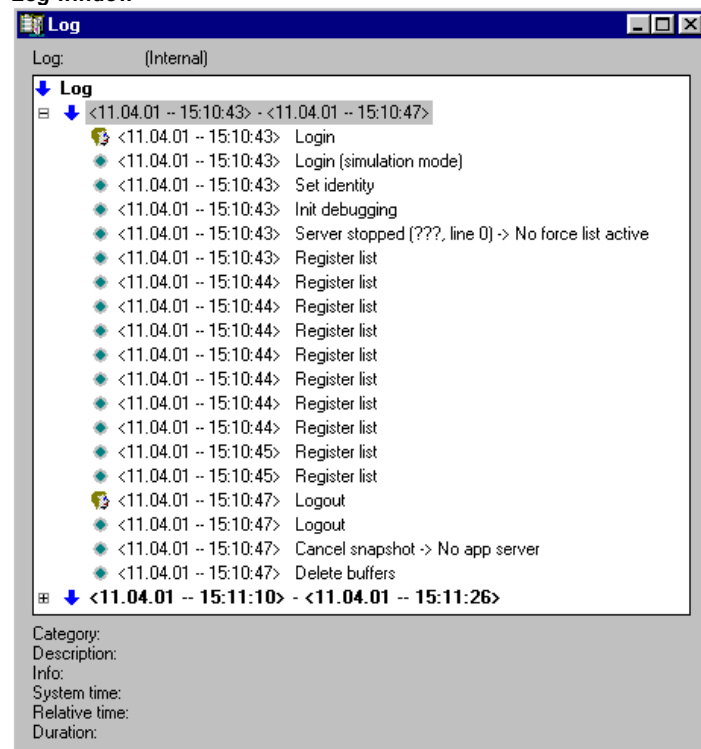 Log
Log: (Internal)
Log
<11.04.01 -- 15:10:43> - <11.04.01 -- 15:10:47>
<11.04.01 -- 15:10:43> Login
<11.04.01 -- 15:10:43> Login (simulation mode)
<11.04.01 -- 15:10:43> Set identity
<11.04.01 -- 15:10:43> Init debugging
<11.04.01 -- 15:10:43> Server stopped (???, line 0) -> No force list active
<11.04.01 -- 15:10:43> Register list
<11.04.01 -- 15:10:44> Register list
<11.04.01 -- 15:10:44> Register list
<11.04.01 -- 15:10:44> Register list
<11.04.01 -- 15:10:44> Register list
<11.04.01 -- 15:10:44> Register list
<11.04.01 -- 15:10:44> Register list
<11.04.01 -- 15:10:44> Register list
<11.04.01 -- 15:10:45> Register list
<11.04.01 -- 15:10:45> Register list
<11.04.01 -- 15:10:47> Logout
<11.04.01 -- 15:10:47> Logout
<11.04.01 -- 15:10:47> Cancel snapshot -> No app server
<11.04.01 -- 15:10:47> Delete buffers
<11.04.01 -- 15:11:10> - <11.04.01 -- 15:11:26>
Category:
Description:
Info:
System time:
Relative time:
Duration: